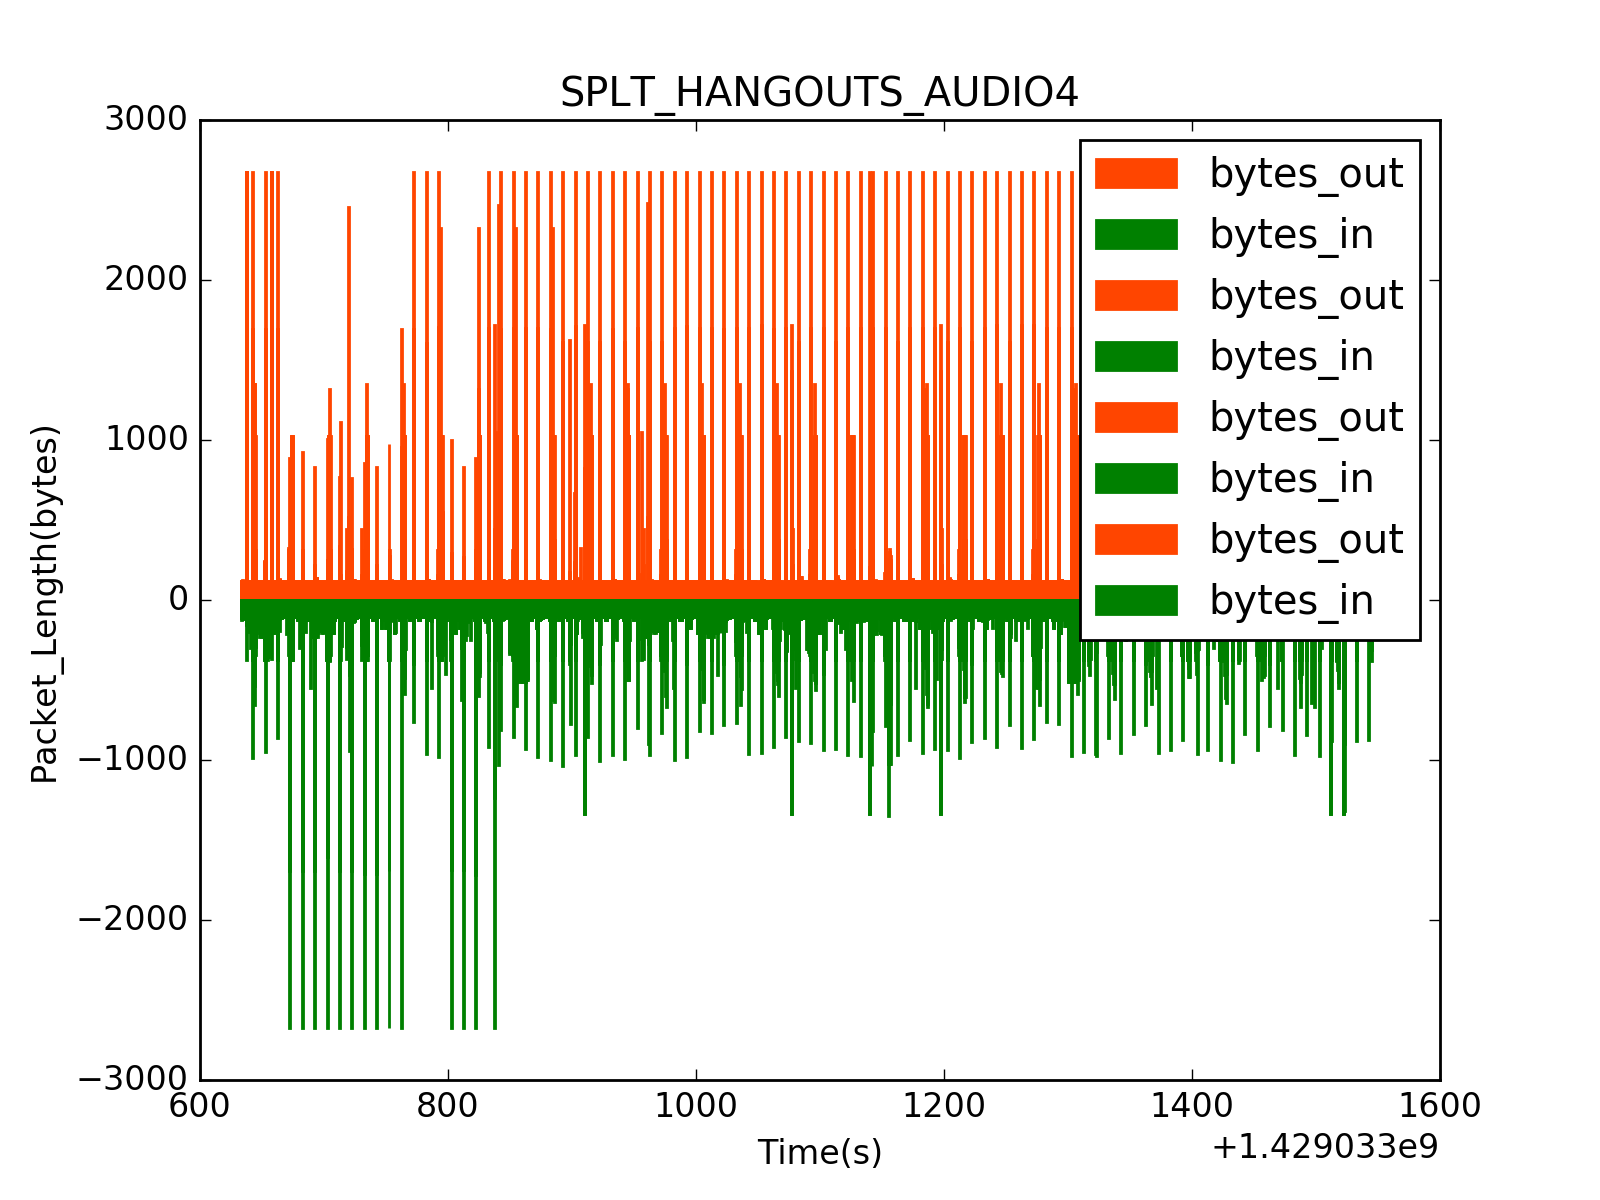 SPLT_HANGOUTS_AUDIO4
3000
2000
1000
0
−1000
−2000
−3000
Packet_Length(bytes)
bytes_out
bytes_in
bytes_out
bytes_in
bytes_out
bytes_in
bytes_out
bytes_in
600 800 1000 1200 1400 1600
Time(s)
+1.429033e9